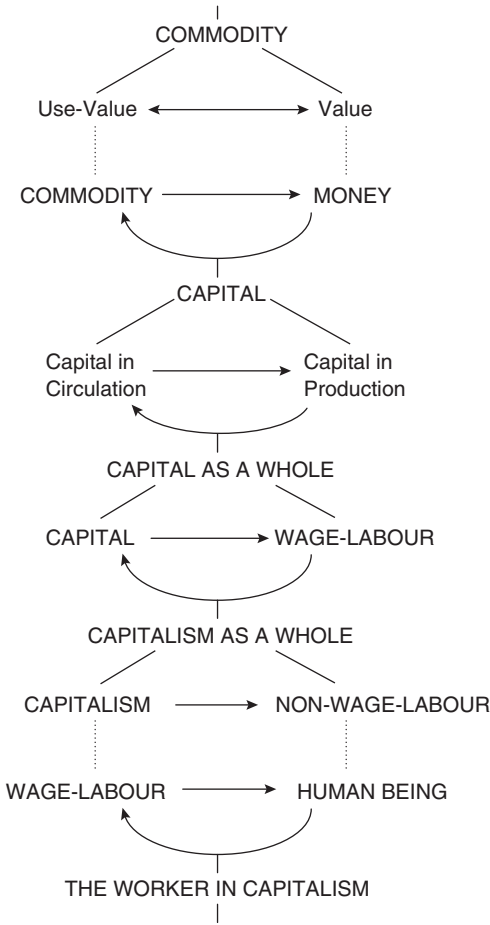 COMMODITY
Use-Value Value
COMMODITY MONEY
CAPITAL
Capital in Capital in
Circulation Production
CAPITAL AS A WHOLE
CAPITAL WAGE-LABOUR
CAPITALISM AS A WHOLE
CAPITALISM NON-WAGE-LABOUR
WAGE-LABOUR HUMAN BEING
THE WORKER IN CAPITALISM